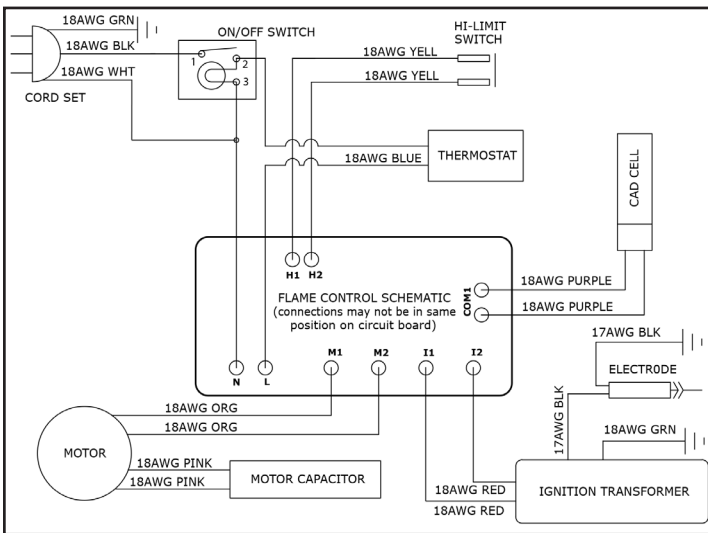 18AWG GRN
18AWG BLK
18AWG WHT
CORD SET
ON/OFF SWITCH
1
2
3
HI-LIMIT
SWITCH
18AWG YELL
18AWG YELL
THERMOSTAT
18AWG BLUE
CAD CELL
H1 H2
FLAME CONTROL SCHEMATIC
(connections may not be in same
position on circuit board)
COM1
18AWG PURPLE
18AWG PURPLE
M1 M2 I1 I2
N L
17AWG BLK
ELECTRODE
17AWG BLK
18AWG GRN
18AWG ORG
18AWG ORG
MOTOR
18AWG PINK
18AWG PINK
MOTOR CAPACITOR
18AWG RED
18AWG RED
IGNITION TRANSFORMER